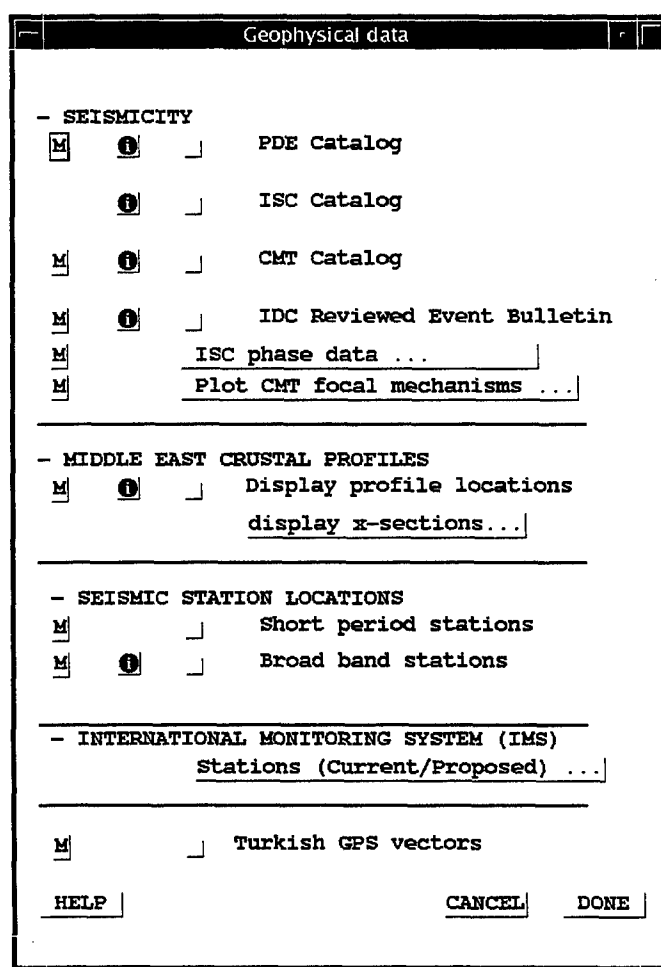 Geophysical data
- SEISMICITY
M i PDE Catalog
i ISC Catalog
M i CMT Catalog
M i IDC Reviewed Event Bulletin
M ISC phase data ...
M Plot CMT focal mechanisms ...
- MIDDLE EAST CRUSTAL PROFILES
M i Display profile locations
display x-sections...
- SEISMIC STATION LOCATIONS
M Short period stations
M i Broad band stations
- INTERNATIONAL MONITORING SYSTEM (IMS)
Stations (Current/Proposed) ...
M Turkish GPS vectors
HELP CANCEL DONE